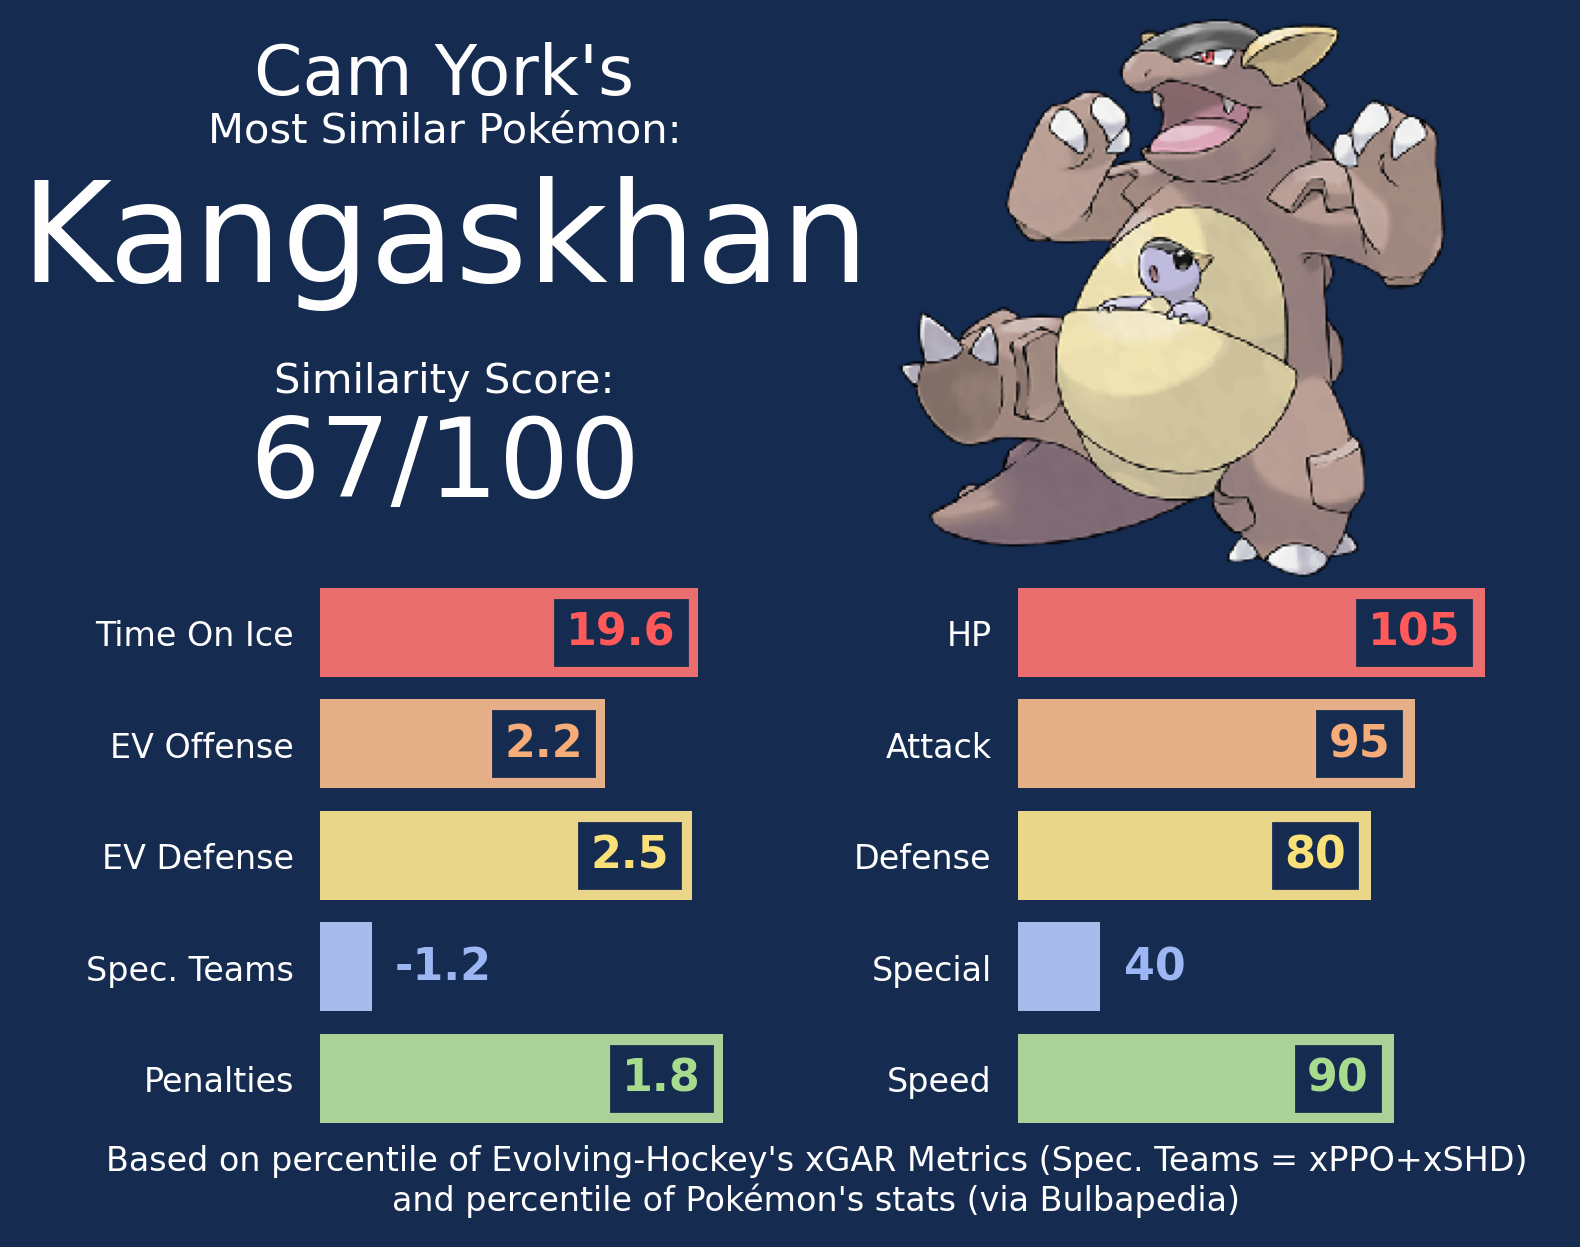 Cam York's
Most Similar Pokémon:
Kangaskhan
Similarity Score:
67/100
Time On Ice 19.6
EV Offense 2.2
EV Defense 2.5
Spec. Teams -1.2
Penalties 1.8
HP 105
Attack 95
Defense 80
Special 40
Speed 90
Based on percentile of Evolving-Hockey's xGAR Metrics (Spec. Teams = xPPO+xSHD)
and percentile of Pokémon's stats (via Bulbapedia)